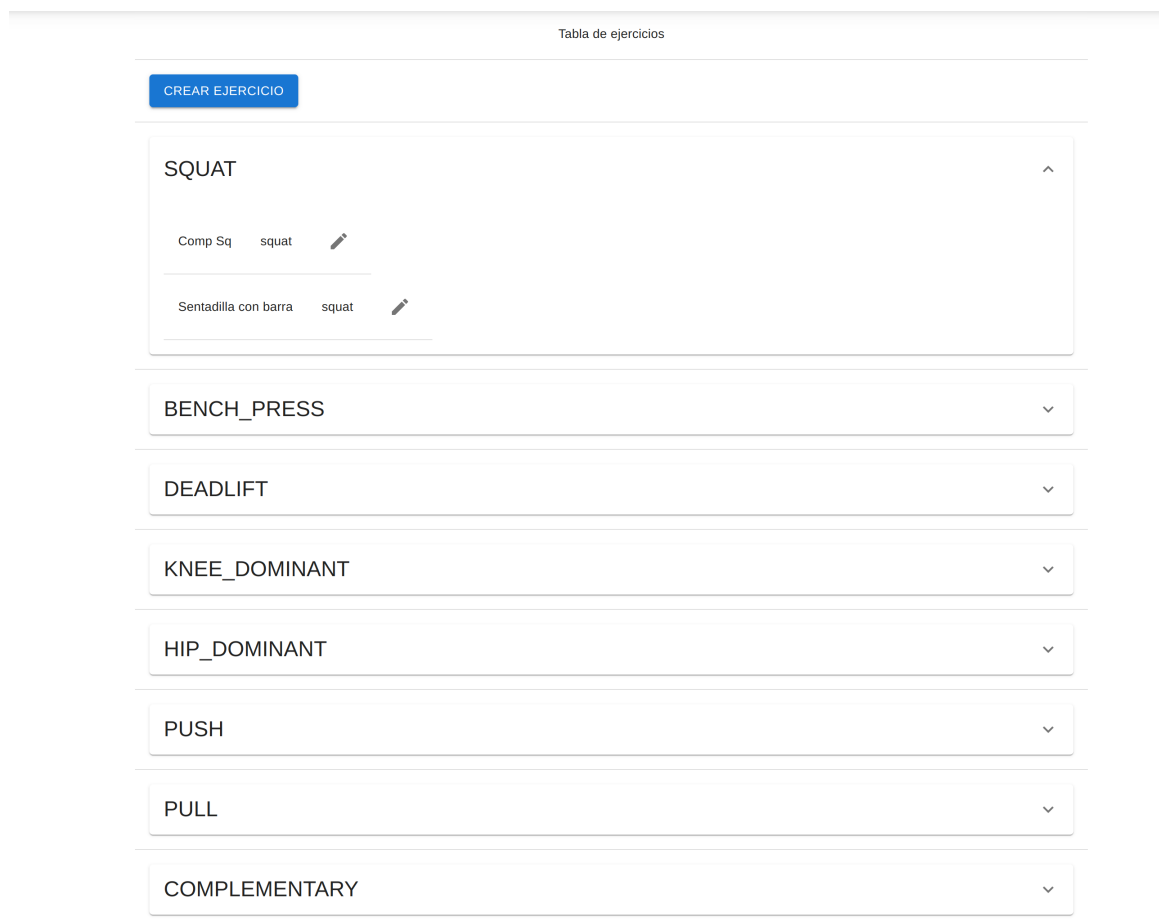 Tabla de ejercicios
CREAR EJERCICIO
SQUAT
Comp Sq squat
Sentadilla con barra squat
BENCH_PRESS
DEADLIFT
KNEE_DOMINANT
HIP_DOMINANT
PUSH
PULL
COMPLEMENTARY